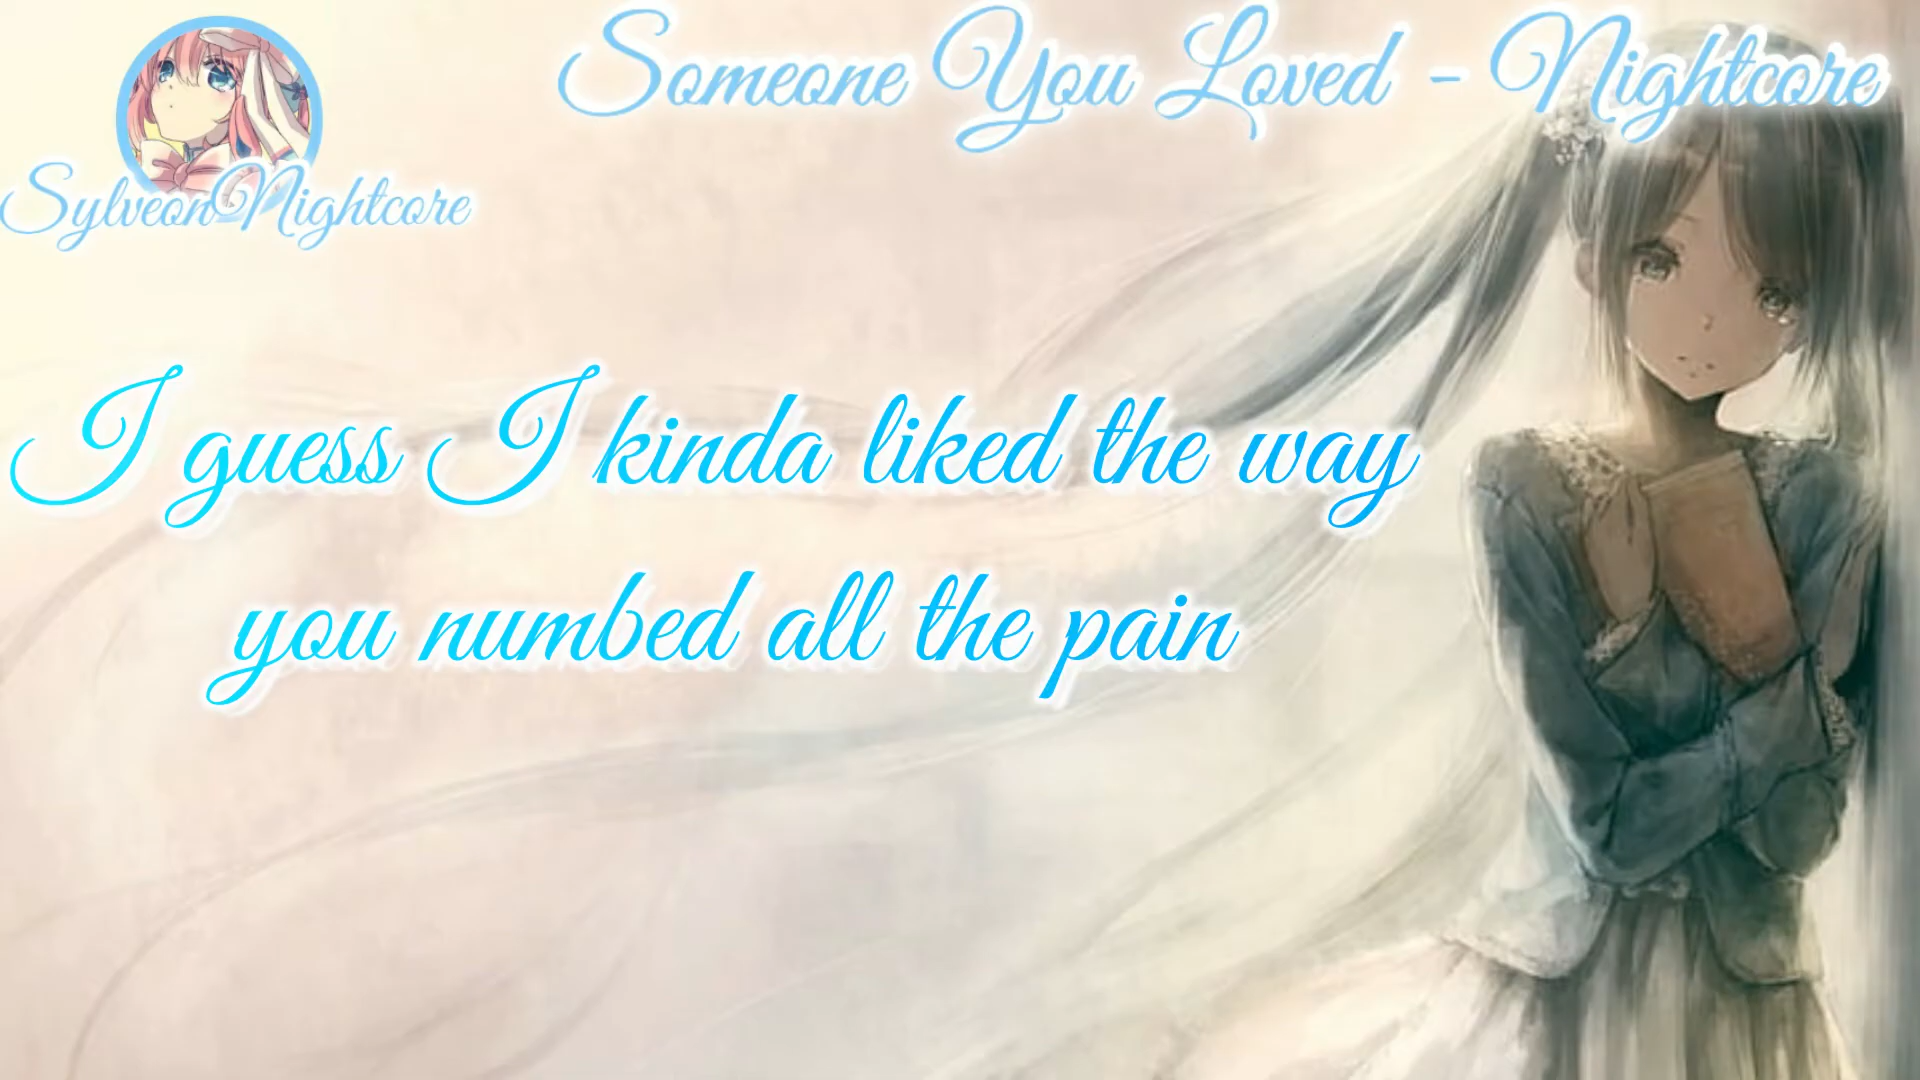 Someone You Loved - Nightcore
SylveonNightcore
I guess I kinda liked the way
you numbed all the pain